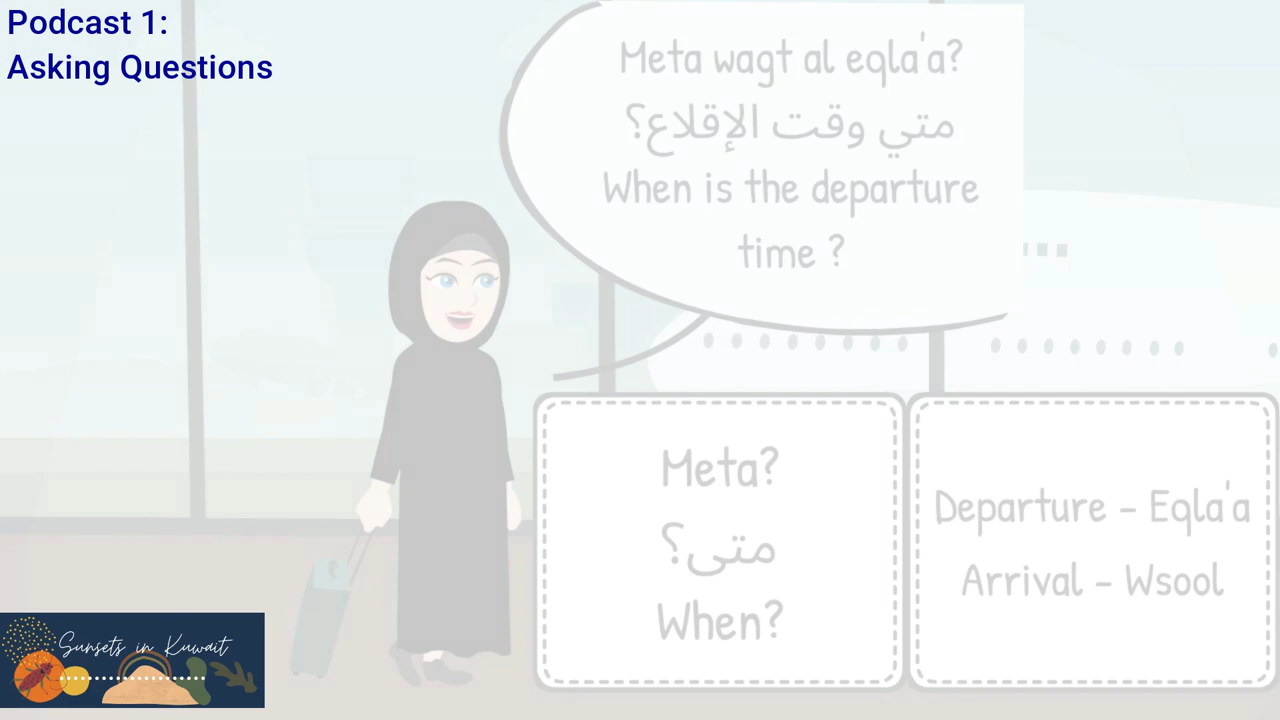 Podcast 1:
Asking Questions
Meta wagt al eqla'a?
متي وقت الإقلاع؟
When is the departure
time ?
Meta?
متى؟
When?
Departure - Eqla'a
Arrival - Wsool
Sunsets in Kuwait